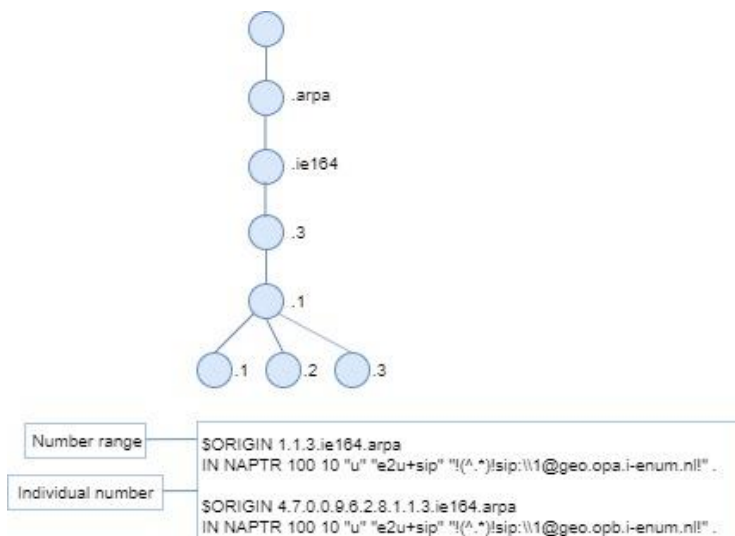 .arpa
.ie164
.3
.1
.1
.2
.3
Number range
$ORIGIN 1.1.3.ie164.arpa
IN NAPTR 100 10 "u" "e2u+sip" "!(^.*)!sip:\\1@geo.opa.i-enum.nl!" .
Individual number
$ORIGIN 4.7.0.0.9.6.2.8.1.1.3.ie164.arpa
IN NAPTR 100 10 "u" "e2u+sip" "!(^.*)!sip:\\1@geo.opb.i-enum.nl!" .